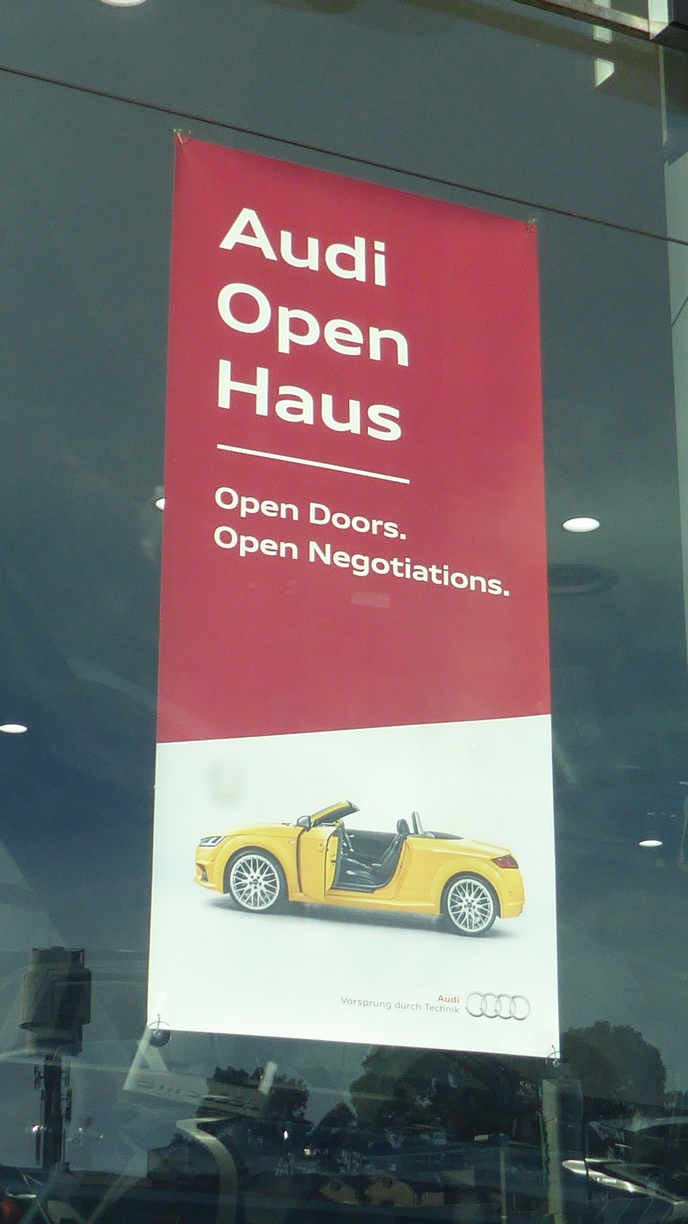 Audi
Open
Haus
Open Doors.
Open Negotiations.
Audi
Vorsprung durch Technik